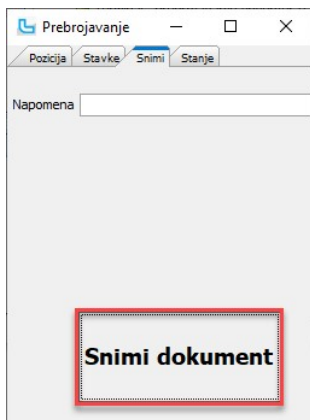 Prebrojavanje
Pozicija Stavke Snimi Stanje
Napomena
Snimi dokument